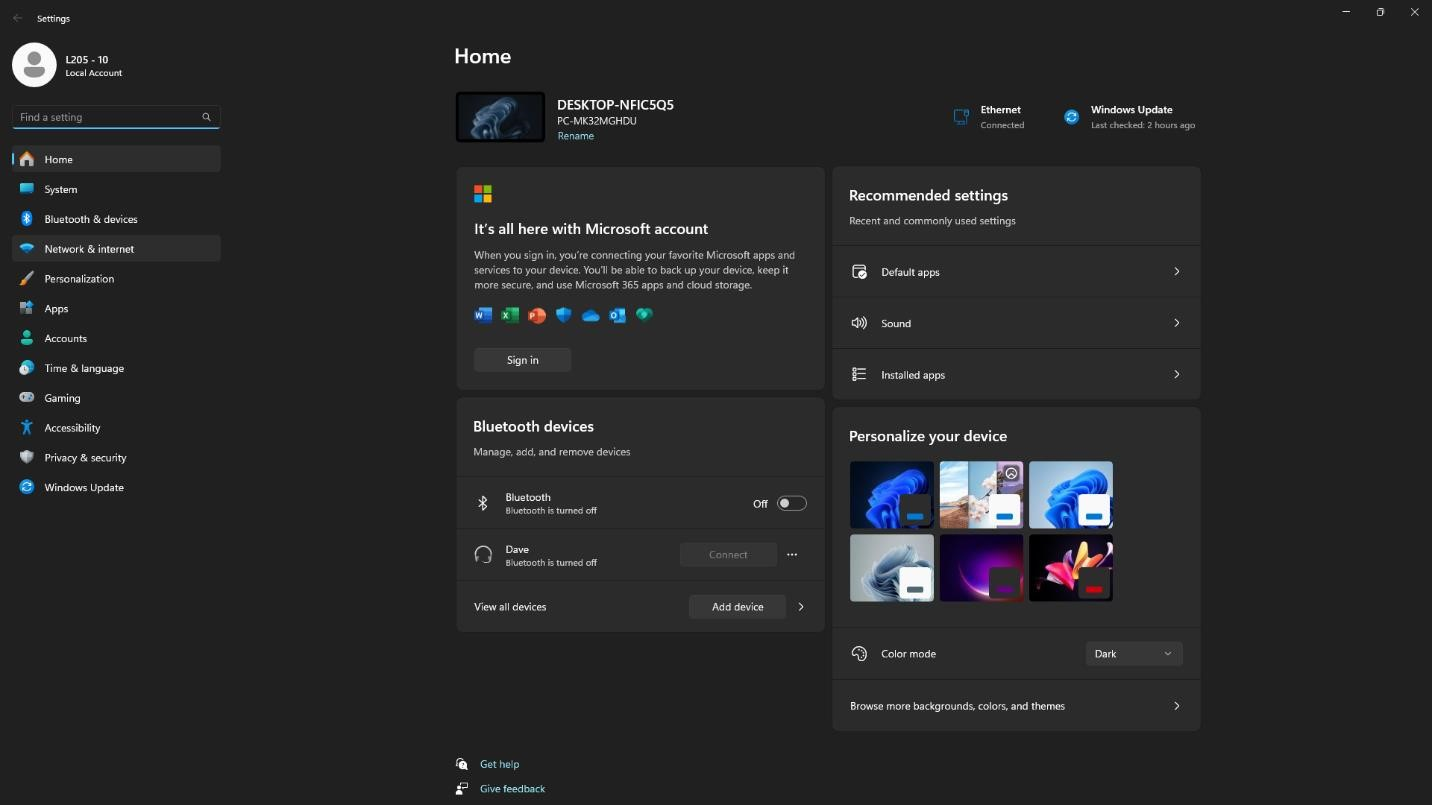 Settings
L205 - 10
Local Account
Find a setting
Home
System
Bluetooth & devices
Network & internet
Personalization
Apps
Accounts
Time & language
Gaming
Accessibility
Privacy & security
Windows Update
Home
DESKTOP-NFIC5Q5
PC-MK32MGHDU
Rename
Ethernet
Connected
Windows Update
Last checked: 2 hours ago
It's all here with Microsoft account
When you sign in, you're connecting your favorite Microsoft apps and
services to your device. You'll be able to back up your device, keep it
more secure, and use Microsoft 365 apps and cloud storage.
Sign in
Bluetooth devices
Manage, add, and remove devices
Bluetooth
Bluetooth is turned off
Off
Dave
Bluetooth is turned off
Connect
View all devices
Add device
Recommended settings
Recent and commonly used settings
Default apps
Sound
Installed apps
Personalize your device
Color mode
Dark
Browse more backgrounds, colors, and themes
Get help
Give feedback